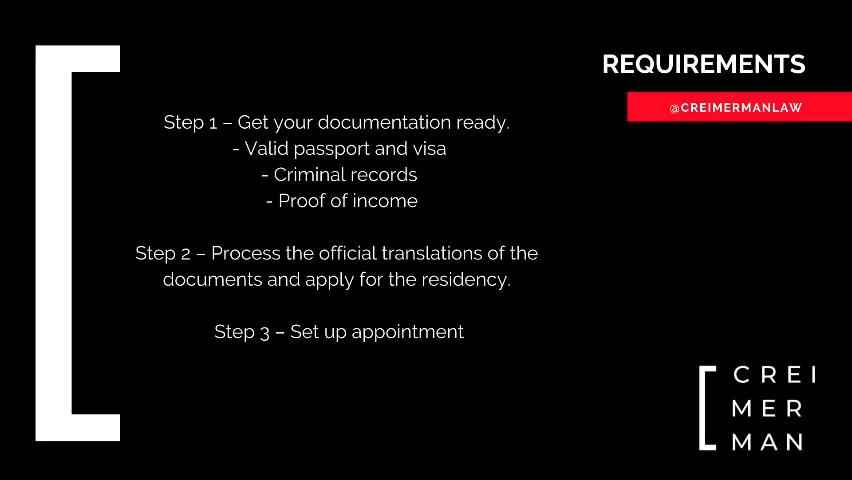 REQUIREMENTS
@CREIMERMANLAW
Step 1 – Get your documentation ready.
- Valid passport and visa
- Criminal records
- Proof of income
Step 2 – Process the official translations of the
documents and apply for the residency.
Step 3 – Set up appointment
CREI
MER
MAN